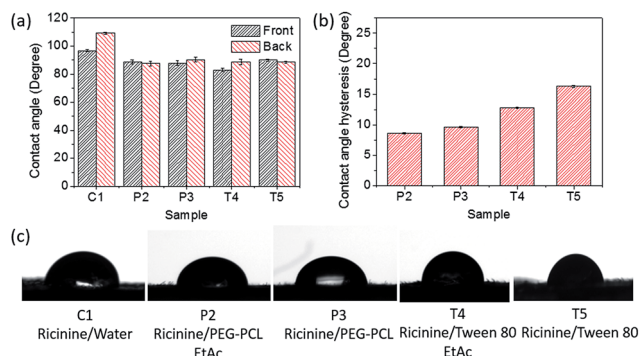 (a)
Front
Back
Contact angle (Degree)
120
100
80
60
40
20
0
C1 P2 P3 T4 T5
Sample
(b)
Contact angle hysteresis (Degree)
25
20
15
10
5
0
P2 P3 T4 T5
Sample
(c)
C1 P2 P3 T4 T5
Ricinine/Water Ricinine/PEG-PCL Ricinine/PEG-PCL Ricinine/Tween 80 Ricinine/Tween 80
EtAc EtAc